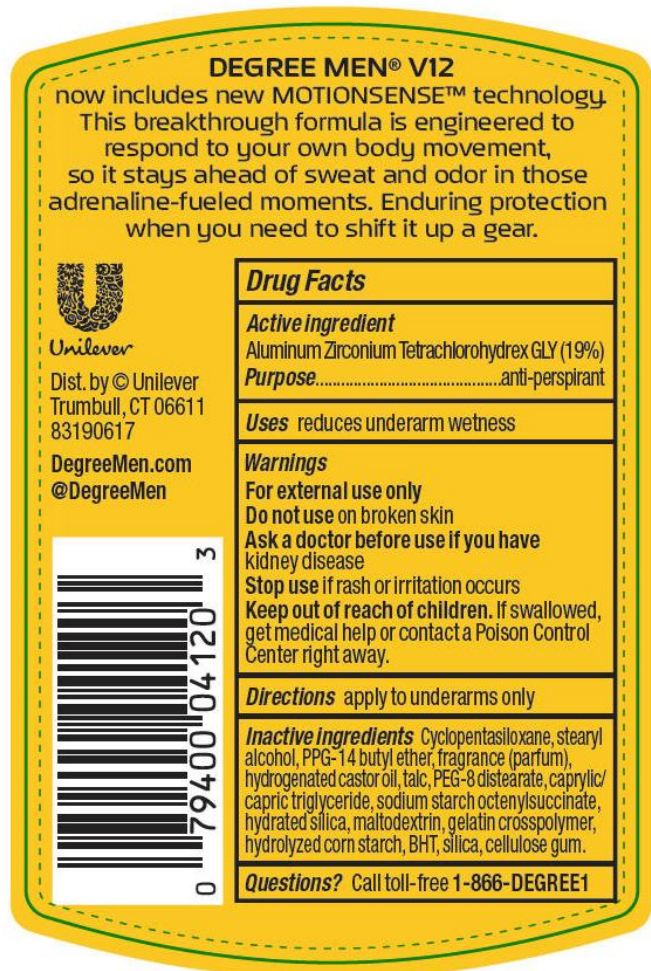 DEGREE MEN® V12
now includes new MOTIONSENSE™ technology.
This breakthrough formula is engineered to
respond to your own body movement,
so it stays ahead of sweat and odor in those
adrenaline-fueled moments. Enduring protection
when you need to shift it up a gear.
Unilever
Dist. by © Unilever
Trumbull, CT 06611
83190617
DegreeMen.com
@DegreeMen
0 79400 04120 3
Drug Facts
Active ingredient
Aluminum Zirconium Tetrachlorohydrex GLY (19%)
Purpose............................................anti-perspirant
Uses reduces underarm wetness
Warnings
For external use only
Do not use on broken skin
Ask a doctor before use if you have
kidney disease
Stop use if rash or irritation occurs
Keep out of reach of children. If swallowed,
get medical help or contact a Poison Control
Center right away.
Directions apply to underarms only
Inactive ingredients Cyclopentasiloxane, stearyl
alcohol, PPG-14 butyl ether, fragrance (parfum),
hydrogenated castor oil, talc, PEG-8 distearate, caprylic/
capric triglyceride, sodium starch octenylsuccinate,
hydrated silica, maltodextrin, gelatin crosspolymer,
hydrolyzed corn starch, BHT, silica, cellulose gum.
Questions? Call toll-free 1-866-DEGREE1